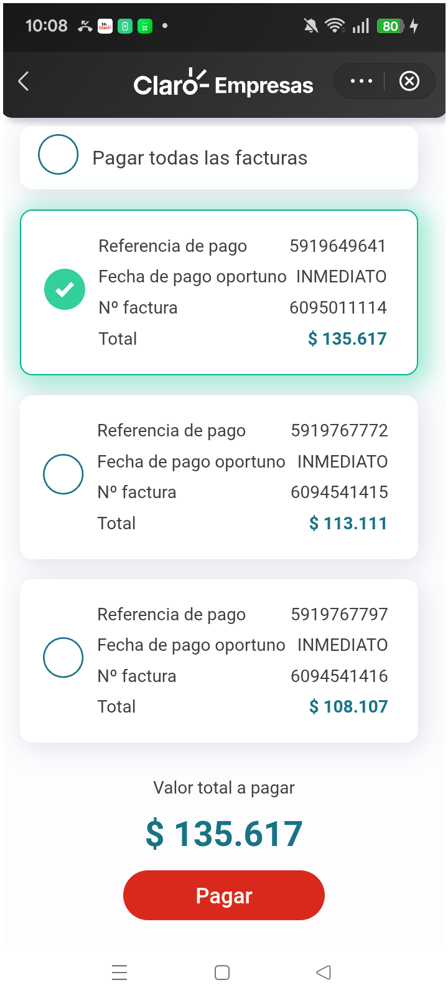 10:08
Mi Claro
80
Claro Empresas
Pagar todas las facturas
Referencia de pago 5919649641
Fecha de pago oportuno INMEDIATO
Nº factura 6095011114
Total $ 135.617
Referencia de pago 5919767772
Fecha de pago oportuno INMEDIATO
Nº factura 6094541415
Total $ 113.111
Referencia de pago 5919767797
Fecha de pago oportuno INMEDIATO
Nº factura 6094541416
Total $ 108.107
Valor total a pagar
$ 135.617
Pagar